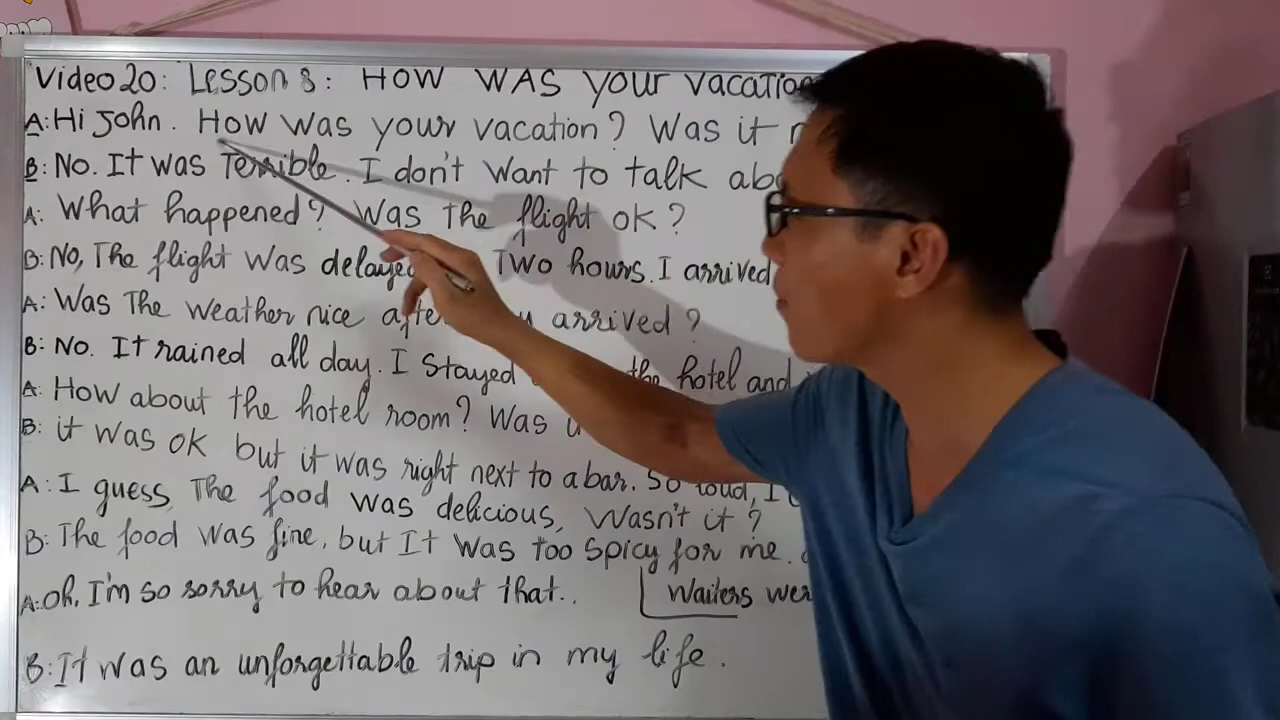 Video 20: Lesson 8: HOW WAS YOUR VACATION
A: Hi John. How was your vacation? Was it
B: No. It was Terrible. I don't want to talk
A: What happened? Was the flight ok?
B: No, The flight was delayed Two hours. I arrived
A: Was The weather nice arrived?
B: No. It rained all day. I stayed the hotel and
A: How about the hotel room? Was
B: it was ok but it was right next to a bar. So loud, I
A: I guess, The food was delicious, wasn't it?
B: The food was fine, but It was too spicy for me.
Waiters
A: Oh, I'm so sorry to hear about that..
B: It was an unforgettable trip in my life.